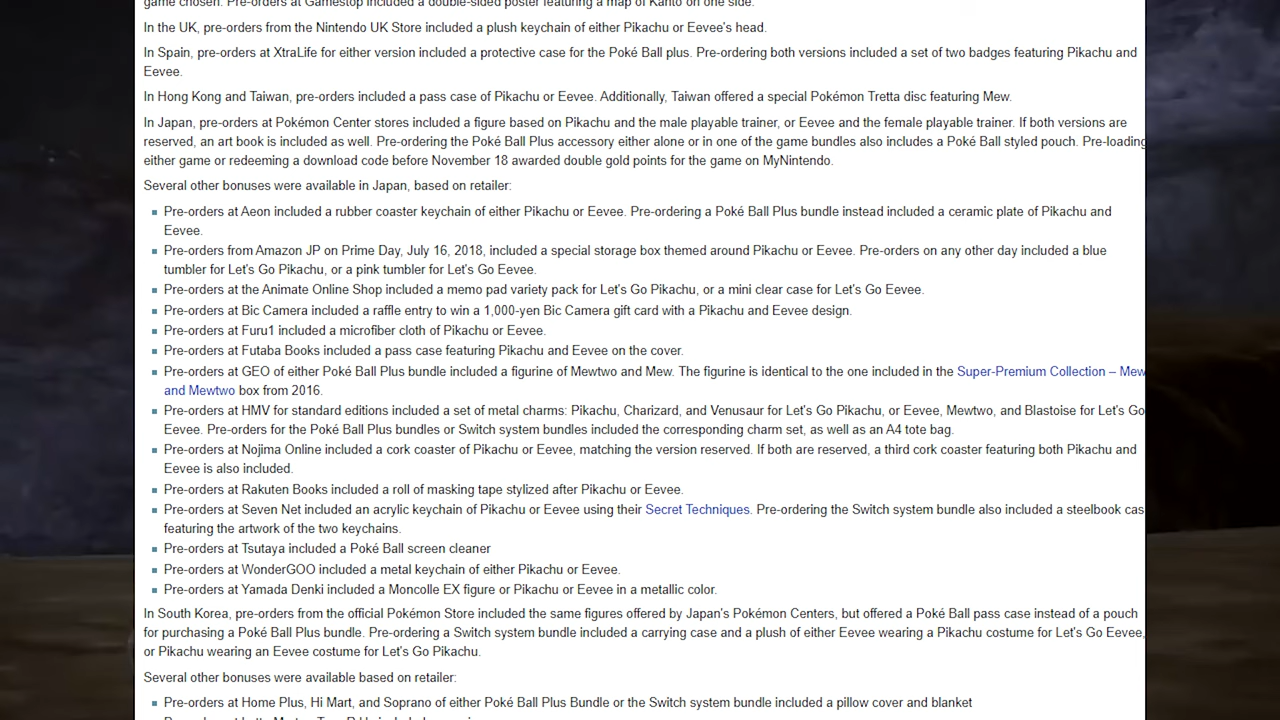 game chosen. Pre-orders at Gamestop included a double-sided poster featuring a map of Kanto on one side.
In the UK, pre-orders from the Nintendo UK Store included a plush keychain of either Pikachu or Eevee's head.
In Spain, pre-orders at XtraLife for either version included a protective case for the Poké Ball plus. Pre-ordering both versions included a set of two badges featuring Pikachu and
Eevee.
In Hong Kong and Taiwan, pre-orders included a pass case of Pikachu or Eevee. Additionally, Taiwan offered a special Pokémon Tretta disc featuring Mew.
In Japan, pre-orders at Pokémon Center stores included a figure based on Pikachu and the male playable trainer, or Eevee and the female playable trainer. If both versions are
reserved, an art book is included as well. Pre-ordering the Poké Ball Plus accessory either alone or in one of the game bundles also includes a Poké Ball styled pouch. Pre-loading
either game or redeeming a download code before November 18 awarded double gold points for the game on MyNintendo.
Several other bonuses were available in Japan, based on retailer:
Pre-orders at Aeon included a rubber coaster keychain of either Pikachu or Eevee. Pre-ordering a Poké Ball Plus bundle instead included a ceramic plate of Pikachu and
Eevee.
Pre-orders from Amazon JP on Prime Day, July 16, 2018, included a special storage box themed around Pikachu or Eevee. Pre-orders on any other day included a blue
tumbler for Let's Go Pikachu, or a pink tumbler for Let's Go Eevee.
Pre-orders at the Animate Online Shop included a memo pad variety pack for Let's Go Pikachu, or a mini clear case for Let's Go Eevee.
Pre-orders at Bic Camera included a raffle entry to win a 1,000-yen Bic Camera gift card with a Pikachu and Eevee design.
Pre-orders at Furu1 included a microfiber cloth of Pikachu or Eevee.
Pre-orders at Futaba Books included a pass case featuring Pikachu and Eevee on the cover.
Pre-orders at GEO of either Poké Ball Plus bundle included a figurine of Mewtwo and Mew. The figurine is identical to the one included in the Super-Premium Collection – Mew
and Mewtwo box from 2016.
Pre-orders at HMV for standard editions included a set of metal charms: Pikachu, Charizard, and Venusaur for Let's Go Pikachu, or Eevee, Mewtwo, and Blastoise for Let's Go
Eevee. Pre-orders for the Poké Ball Plus bundles or Switch system bundles included the corresponding charm set, as well as an A4 tote bag.
Pre-orders at Nojima Online included a cork coaster of Pikachu or Eevee, matching the version reserved. If both are reserved, a third cork coaster featuring both Pikachu and
Eevee is also included.
Pre-orders at Rakuten Books included a roll of masking tape stylized after Pikachu or Eevee.
Pre-orders at Seven Net included an acrylic keychain of Pikachu or Eevee using their Secret Techniques. Pre-ordering the Switch system bundle also included a steelbook cas
featuring the artwork of the two keychains.
Pre-orders at Tsutaya included a Poké Ball screen cleaner
Pre-orders at WonderGOO included a metal keychain of either Pikachu or Eevee.
Pre-orders at Yamada Denki included a Moncolle EX figure or Pikachu or Eevee in a metallic color.
In South Korea, pre-orders from the official Pokémon Store included the same figures offered by Japan's Pokémon Centers, but offered a Poké Ball pass case instead of a pouch
for purchasing a Poké Ball Plus bundle. Pre-ordering a Switch system bundle included a carrying case and a plush of either Eevee wearing a Pikachu costume for Let's Go Eevee,
or Pikachu wearing an Eevee costume for Let's Go Pikachu.
Several other bonuses were available based on retailer:
Pre-orders at Home Plus, Hi Mart, and Soprano of either Poké Ball Plus Bundle or the Switch system bundle included a pillow cover and blanket